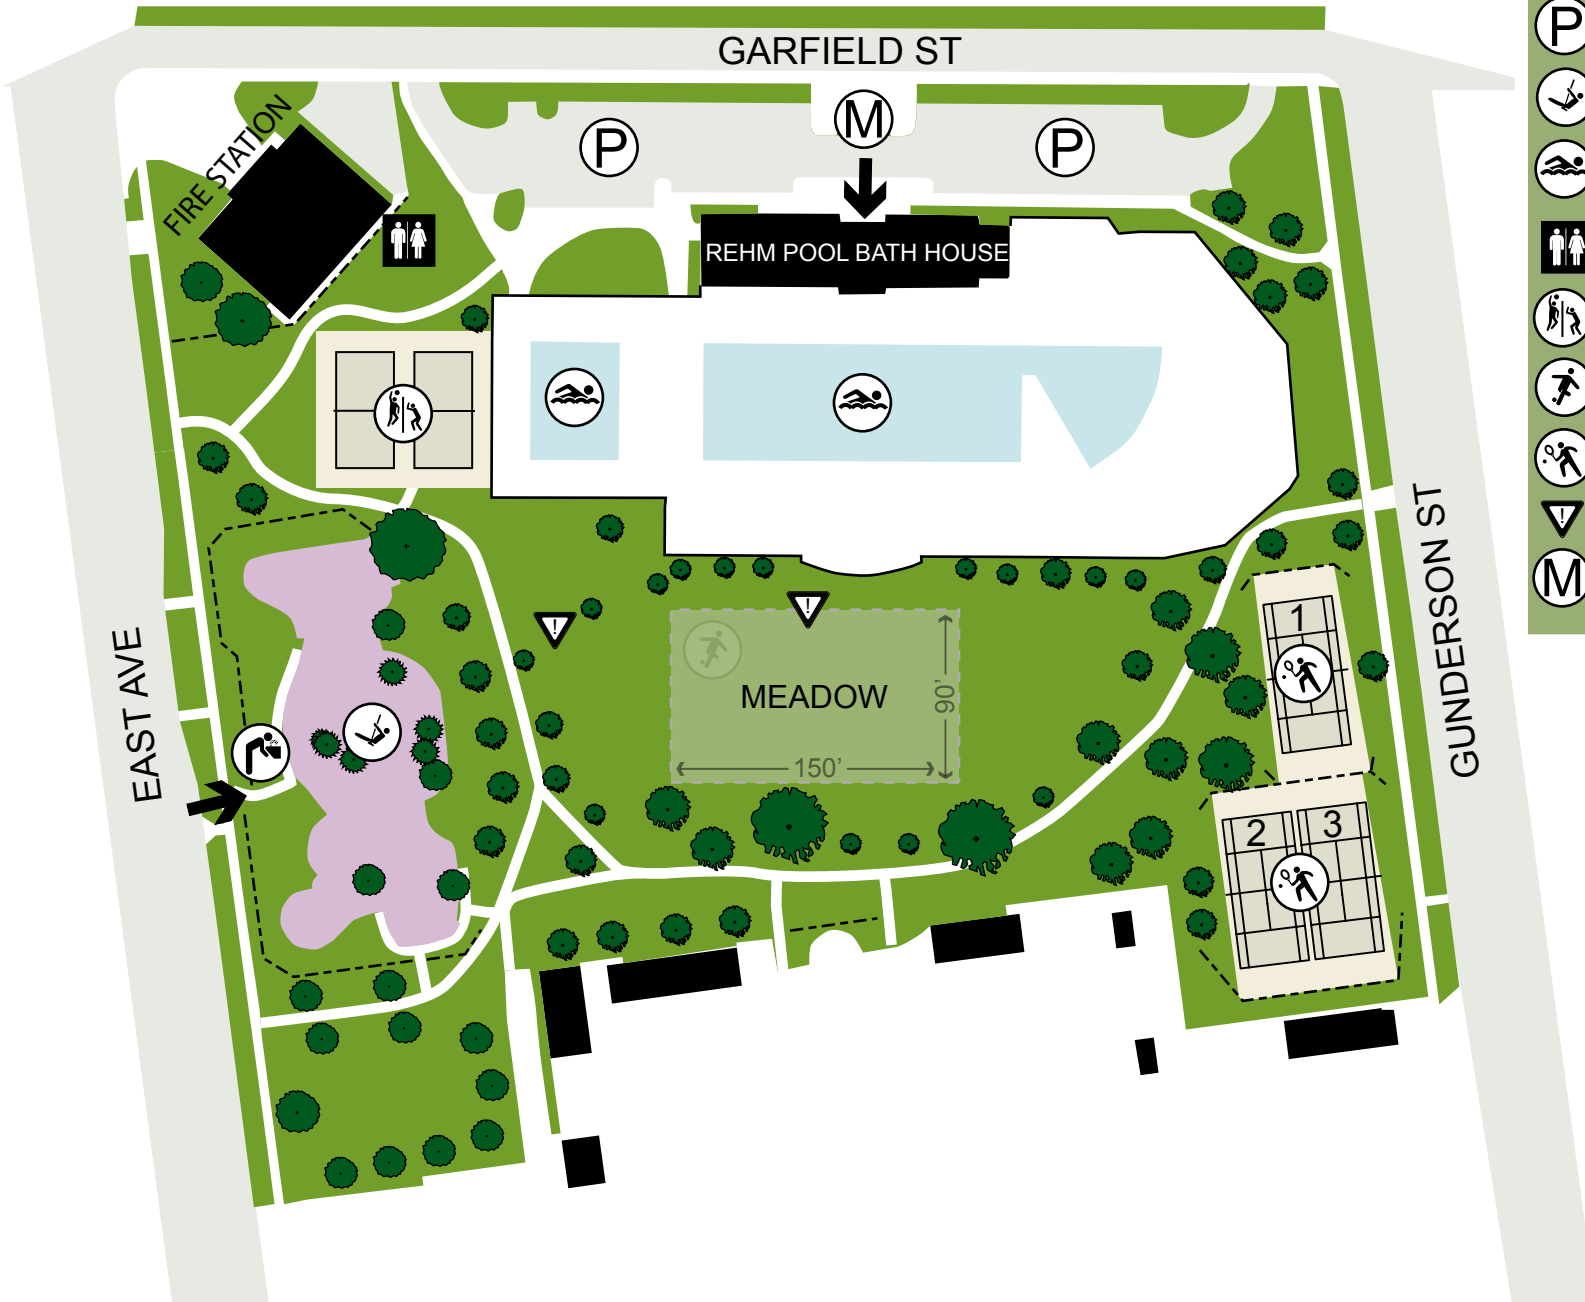 GARFIELD ST
P
M
P
P
FIRE STATION
REHM POOL BATH HOUSE
EAST AVE
GUNDERSON ST
!
!
!
M
1
MEADOW
90'
150'
2
3